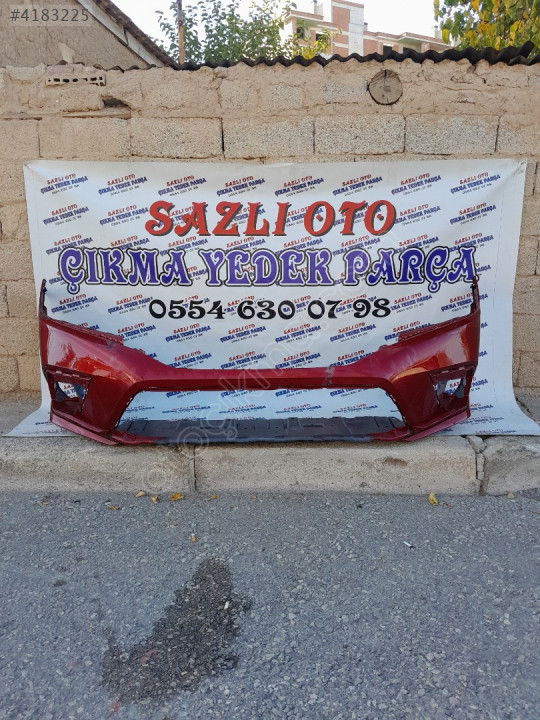 #4183225
SAZLI OTO
ÇIKMA YEDEK PARÇA
0554 630 07 98